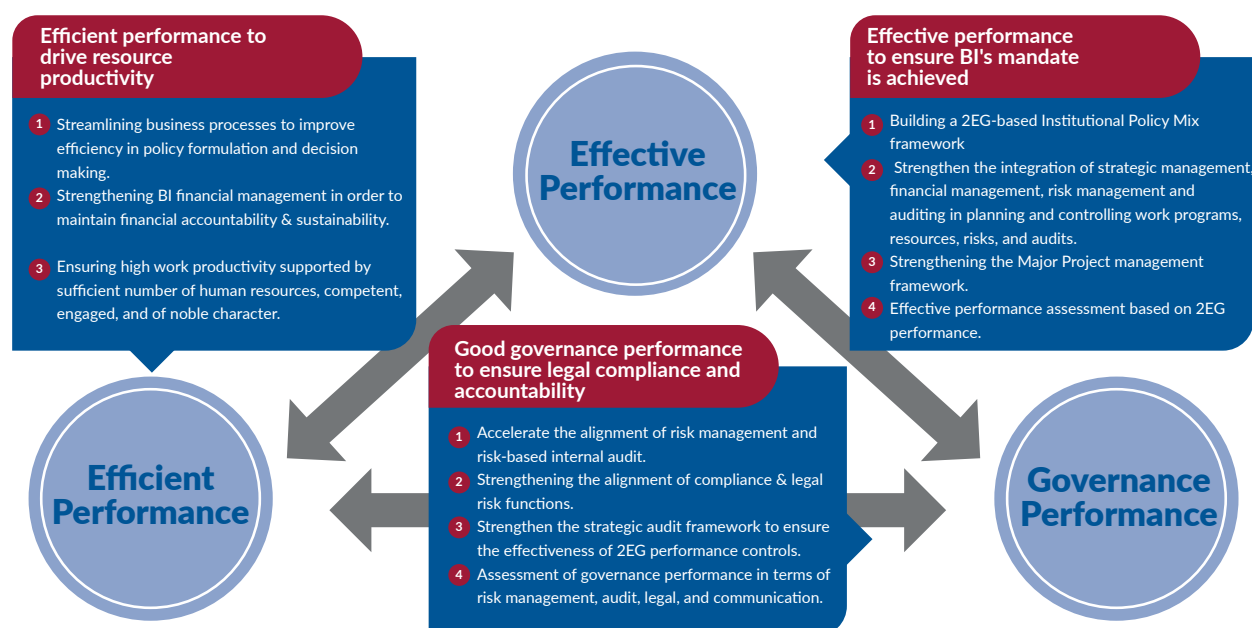 Efficient performance to
drive resource
productivity
1 Streamlining business processes to improve
efficiency in policy formulation and decision
making.
2 Strengthening BI financial management in order to
maintain financial accountability & sustainability.
3 Ensuring high work productivity supported by
sufficient number of human resources, competent,
engaged, and of noble character.
Effective
Performance
Effective performance
to ensure BI's mandate
is achieved
1 Building a 2EG-based Institutional Policy Mix
framework
2 Strengthen the integration of strategic management,
financial management, risk management and
auditing in planning and controlling work programs,
resources, risks, and audits.
3 Strengthening the Major Project management
framework.
4 Effective performance assessment based on 2EG
performance.
Good governance performance
to ensure legal compliance and
accountability
1 Accelerate the alignment of risk management and
risk-based internal audit.
2 Strengthening the alignment of compliance & legal
risk functions.
3 Strengthen the strategic audit framework to ensure
the effectiveness of 2EG performance controls.
4 Assessment of governance performance in terms of
risk management, audit, legal, and communication.
Efficient
Performance
Governance
Performance